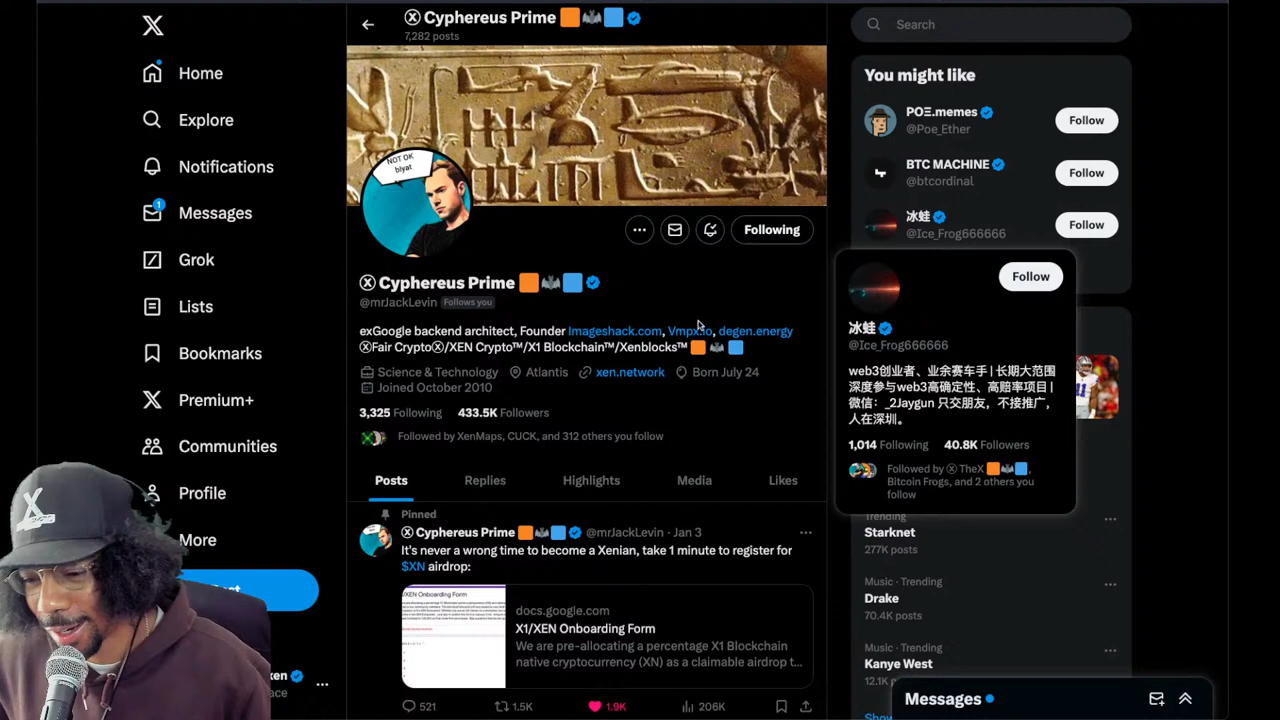 Home
Explore
Notifications
1
Messages
Grok
Lists
Bookmarks
Premium+
Communities
Profile
More
Ⓧ Cyphereus Prime 🟧🦇🟦
7,282 posts
NOT OK
blyat
Following
Ⓧ Cyphereus Prime 🟧🦇🟦
@mrJackLevin Follows you
exGoogle backend architect, Founder Imageshack.com, Vmpx.io, degen.energy
ⓍFair CryptoⓍ/XEN Crypto™/X1 Blockchain™/Xenblocks™ 🟧🦇🟦
Science & Technology Atlantis xen.network Born July 24
Joined October 2010
3,325 Following 433.5K Followers
Followed by XenMaps, CUCK, and 312 others you follow
Posts Replies Highlights Media Likes
Pinned
Ⓧ Cyphereus Prime 🟧🦇🟦 @mrJackLevin · Jan 3
It's never a wrong time to become a Xenian, take 1 minute to register for
$XN airdrop:
/XEN Onboarding Form
docs.google.com
X1/XEN Onboarding Form
We are pre-allocating a percentage X1 Blockchain
native cryptocurrency (XN) as a claimable airdrop t...
521 1.5K 1.9K 206K
Search
You might like
POΞ.memes
@Poe_Ether
Follow
BTC MACHINE
@btcordinal
Follow
冰蛙
@Ice_Frog666666
Follow
Follow
冰蛙
@Ice_Frog666666
web3创业者、业余赛车手 | 长期大范围
深度参与web3高确定性、高赔率项目 |
微信：_2Jaygun 只交朋友，不接推广，
人在深圳。
1,014 Following 40.8K Followers
Followed by Ⓧ TheX 🟧🦇🟦,
Bitcoin Frogs, and 2 others you
follow
Trending
Starknet
277K posts
Music · Trending
Drake
70.4K posts
Music · Trending
Kanye West
12.1K
Messages